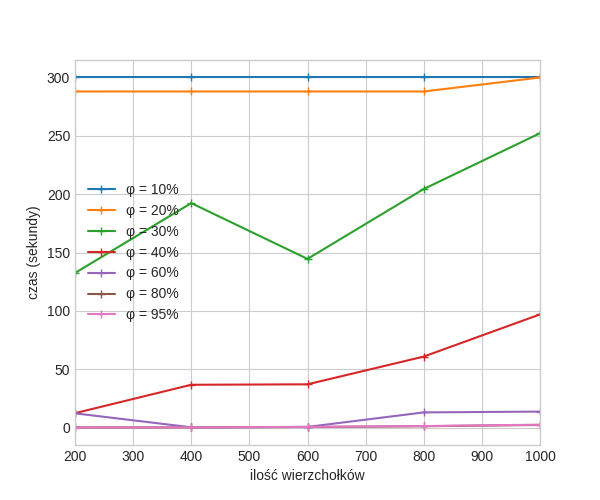 300
250
200
150
100
50
0
czas (sekundy)
φ = 10%
φ = 20%
φ = 30%
φ = 40%
φ = 60%
φ = 80%
φ = 95%
200 300 400 500 600 700 800 900 1000
ilość wierzchołków